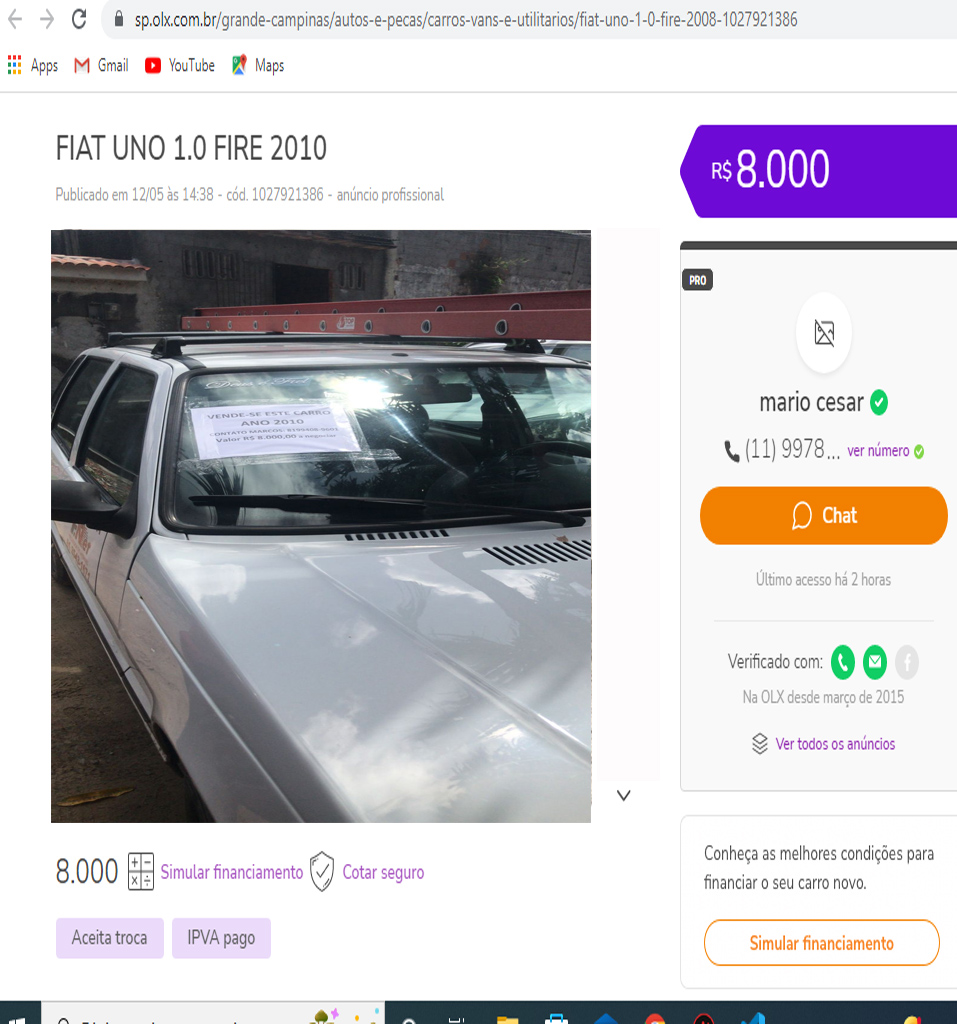 sp.olx.com.br/grande-campinas/autos-e-pecas/carros-vans-e-utilitarios/fiat-uno-1-0-fire-2008-1027921386
Apps Gmail YouTube Maps
FIAT UNO 1.0 FIRE 2010
Publicado em 12/05 às 14:38 - cód. 1027921386 - anúncio profissional
R$ 8.000
VENDE-SE ESTE CARRO
ANO 2010
CONTATO MARCOS:
Valor R$ 8.000,00 a negociar
PRO
mario cesar
(11) 9978... ver número
Chat
Último acesso há 2 horas
Verificado com:
Na OLX desde março de 2015
Ver todos os anúncios
8.000 Simular financiamento Cotar seguro
Aceita troca IPVA pago
Conheça as melhores condições para
financiar o seu carro novo.
Simular financiamento